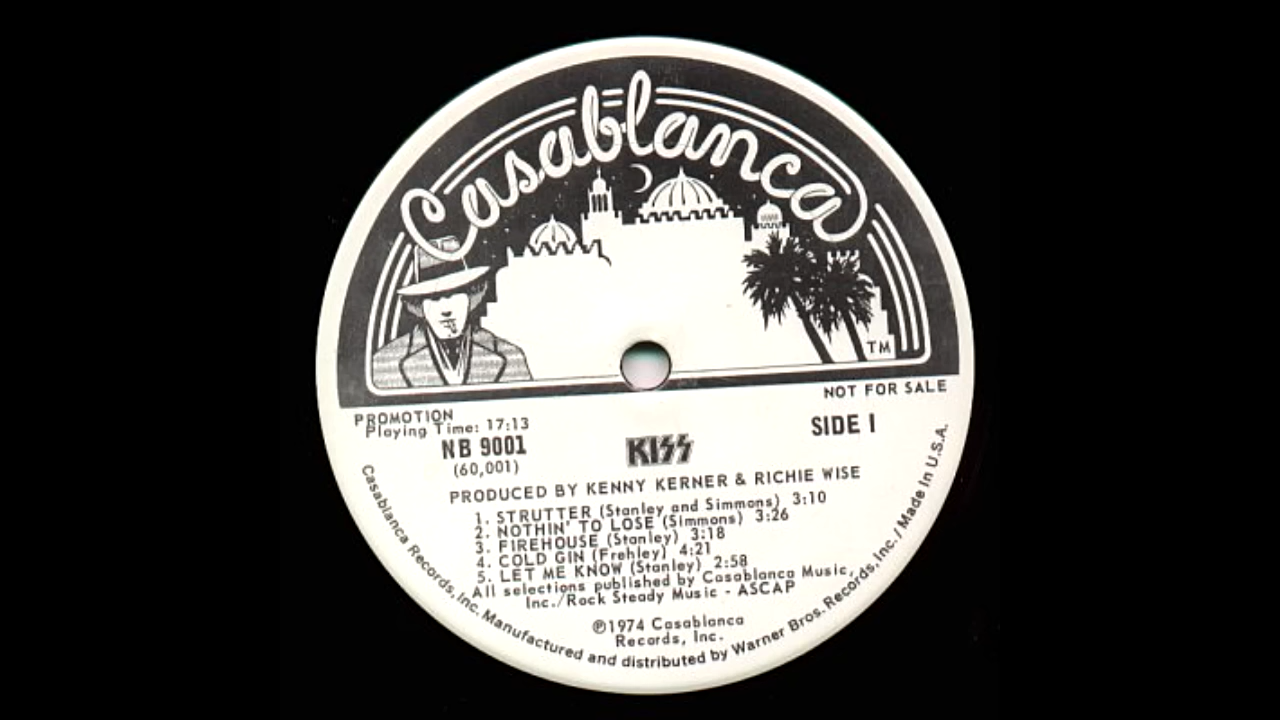 Casablanca
TM
NOT FOR SALE
PROMOTION
Playing Time: 17:13
NB 9001
(60,001)
SIDE 1
KISS
PRODUCED BY KENNY KERNER & RICHIE WISE
1. STRUTTER (Stanley and Simmons) 3:10
2. NOTHIN' TO LOSE (Simmons) 3:26
3. FIREHOUSE (Stanley) 3:18
4. COLD GIN (Frehley) 4:21
5. LET ME KNOW (Stanley) 2:58
All selections published by Casablanca Music,
Inc./Rock Steady Music - ASCAP
℗1974 Casablanca
Records, Inc.
Casablanca Records, Inc. Manufactured and distributed by Warner Bros. Records, Inc. / Made in U.S.A.